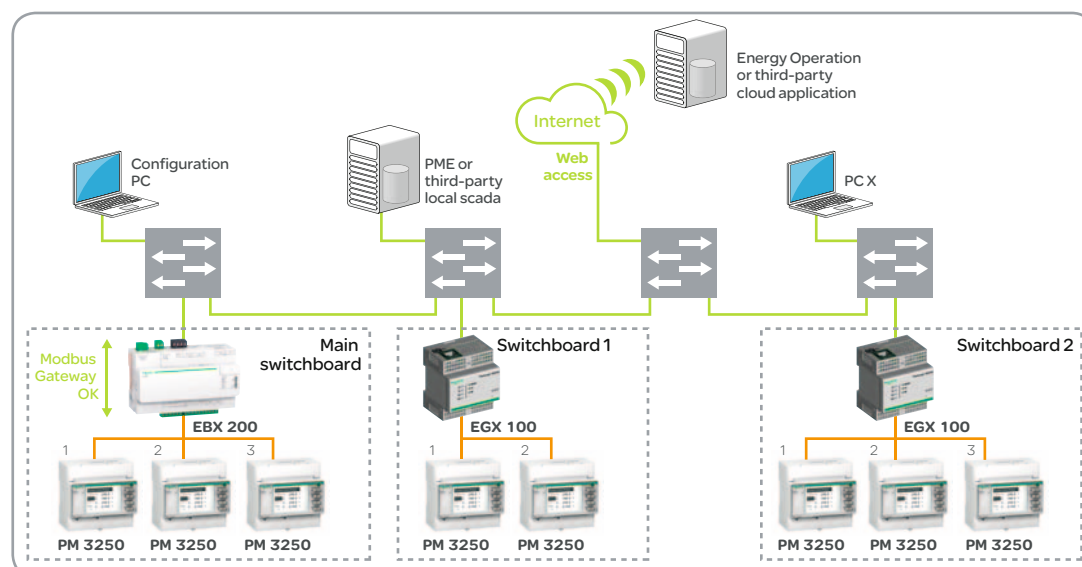 Energy Operation
or third-party
cloud application
Internet
Web
access
Configuration
PC
PME or
third-party
local scada
PC X
Main
switchboard
Modbus
Gateway
OK
EBX 200
1
2
3
PM 3250
PM 3250
PM 3250
Switchboard 1
EGX 100
1
2
PM 3250
PM 3250
Switchboard 2
EGX 100
1
2
3
PM 3250
PM 3250
PM 3250